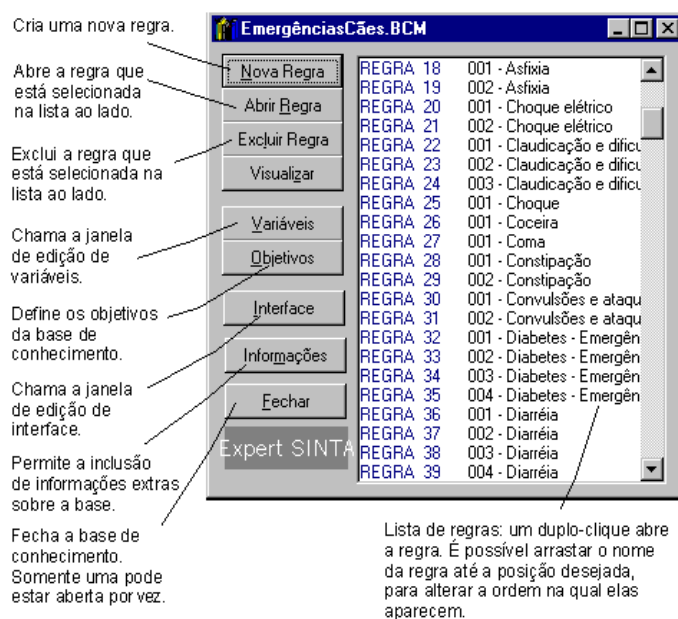 Cria uma nova regra.
Abre a regra que
está selecionada
na lista ao lado.
Exclui a regra que
está selecionada na
lista ao lado.
Chama a janela
de edição de
variáveis.
Define os objetivos
da base de
conhecimento.
Chama a janela
de edição de
interface.
Permite a inclusão
de informações extras
sobre a base.
Fecha a base de
conhecimento.
Somente uma pode
estar aberta por vez.
EmergênciasCães.BCM
Nova Regra
Abrir Regra
Excluir Regra
Visualizar
Variáveis
Objetivos
Interface
Informações
Fechar
Expert SINTA
REGRA 18 001 - Asfixia
REGRA 19 002 - Asfixia
REGRA 20 001 - Choque elétrico
REGRA 21 002 - Choque elétrico
REGRA 22 001 - Claudicação e dificu
REGRA 23 002 - Claudicação e dificu
REGRA 24 003 - Claudicação e dificu
REGRA 25 001 - Choque
REGRA 26 001 - Coceira
REGRA 27 001 - Coma
REGRA 28 001 - Constipação
REGRA 29 002 - Constipação
REGRA 30 001 - Convulsões e ataqu
REGRA 31 002 - Convulsões e ataqu
REGRA 32 001 - Diabetes - Emergên
REGRA 33 002 - Diabetes - Emergên
REGRA 34 003 - Diabetes - Emergên
REGRA 35 004 - Diabetes - Emergên
REGRA 36 001 - Diarréia
REGRA 37 002 - Diarréia
REGRA 38 003 - Diarréia
REGRA 39 004 - Diarréia
Lista de regras: um duplo-clique abre
a regra. É possível arrastar o nome
da regra até a posição desejada,
para alterar a ordem na qual elas
aparecem.